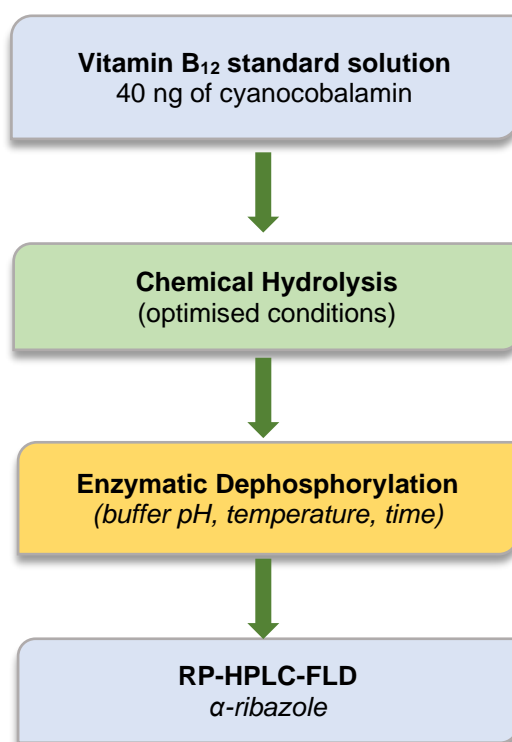 Vitamin B₁₂ standard solution
40 ng of cyanocobalamin
Chemical Hydrolysis
(optimised conditions)
Enzymatic Dephosphorylation
(buffer pH, temperature, time)
RP-HPLC-FLD
α-ribazole